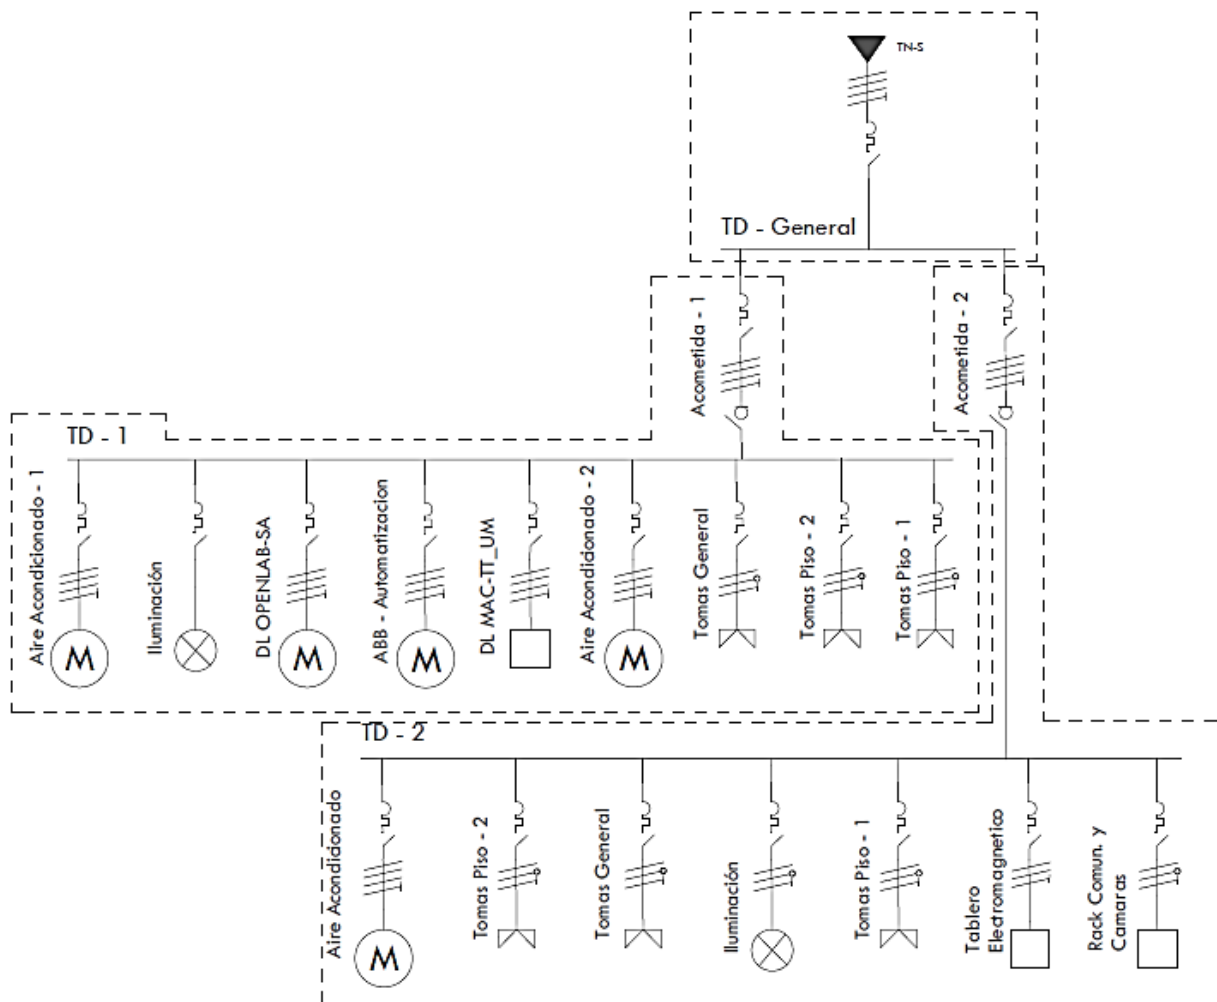 TN-S
TD - General
Acometida - 1
Acometida - 2
TD - 1
Aire Acondicionado - 1
Iluminación
DL OPENLAB-SA
ABB - Automatizacion
DL MAC-TT_UM
Aire Acondidonado - 2
Tomas General
Tomas Piso - 2
Tomas Piso - 1
M
M
M
M
TD - 2
Aire Acondidonado
Tomas Piso - 2
Tomas General
Iluminación
Tomas Piso - 1
Tablero
Electromagnetico
Rack Comun. y
Camaras
M